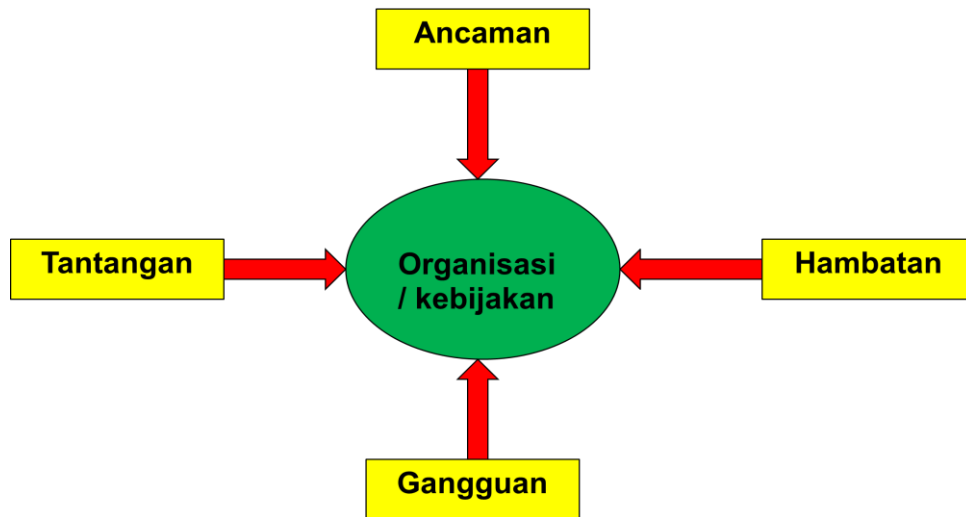 Ancaman
Tantangan
Organisasi
/ kebijakan
Hambatan
Gangguan